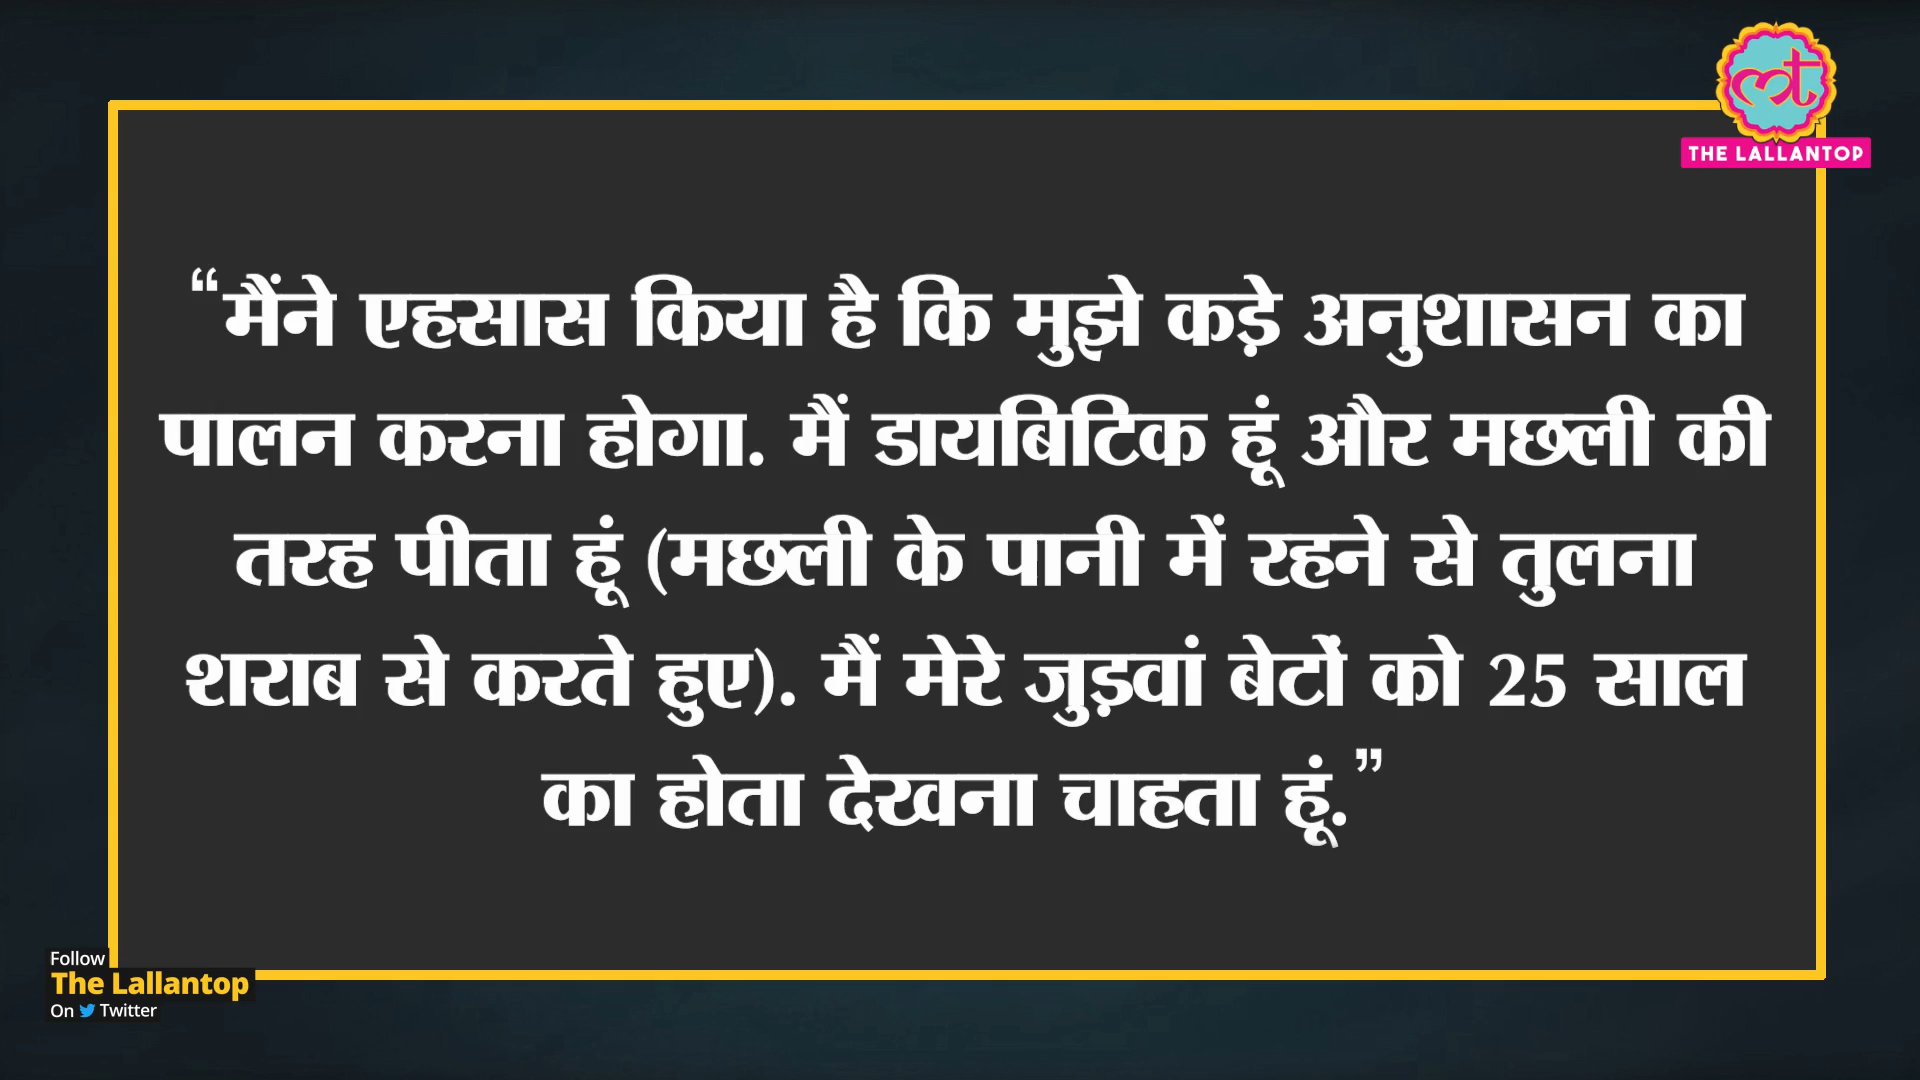 THE LALLANTOP
“मैंने एहसास किया है कि मुझे कड़े अनुशासन का
पालन करना होगा. मैं डायबिटिक हूं और मछली की
तरह पीता हूं (मछली के पानी में रहने से तुलना
शराब से करते हुए). मैं मेरे जुड़वां बेटों को 25 साल
का होता देखना चाहता हूं.”
Follow
The Lallantop
On Twitter